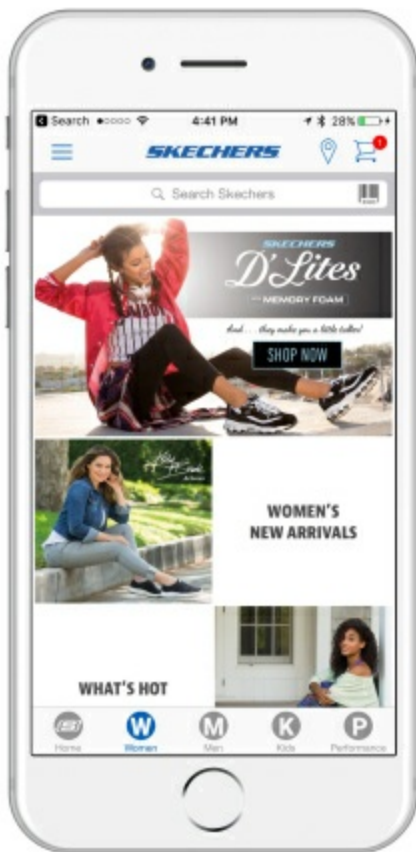 Search
4:41 PM
28%
SKECHERS
1
Search Skechers
SKECHERS
D'Lites
MEMORY FOAM
And... they make you a little taller!
SHOP NOW
WOMEN'S
NEW ARRIVALS
WHAT'S HOT
S
W
M
K
P
Home
Women
Men
Kids
Performance